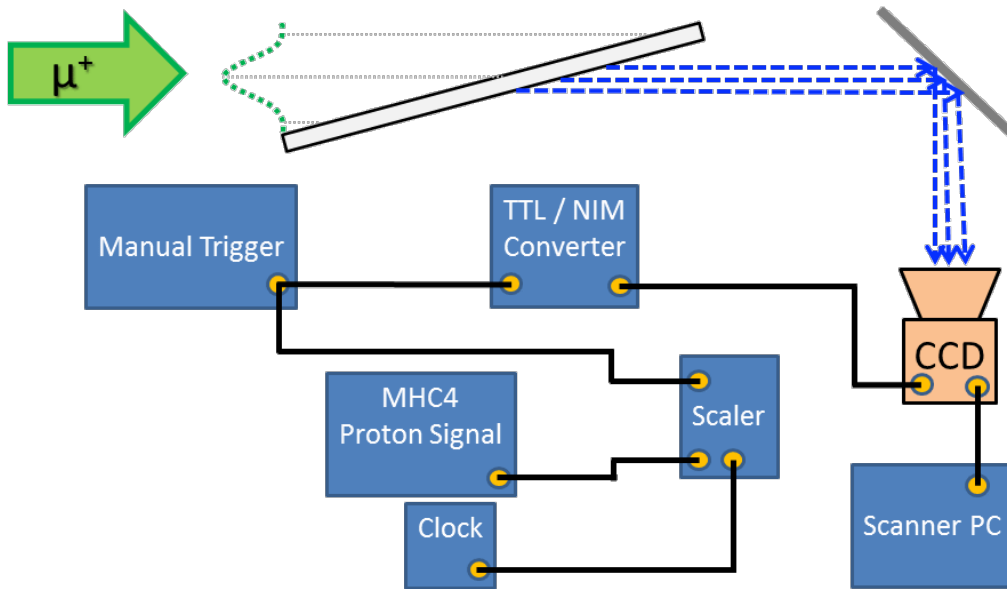 μ⁺
Manual Trigger
TTL / NIM
Converter
CCD
MHC4
Proton Signal
Scaler
Clock
Scanner PC